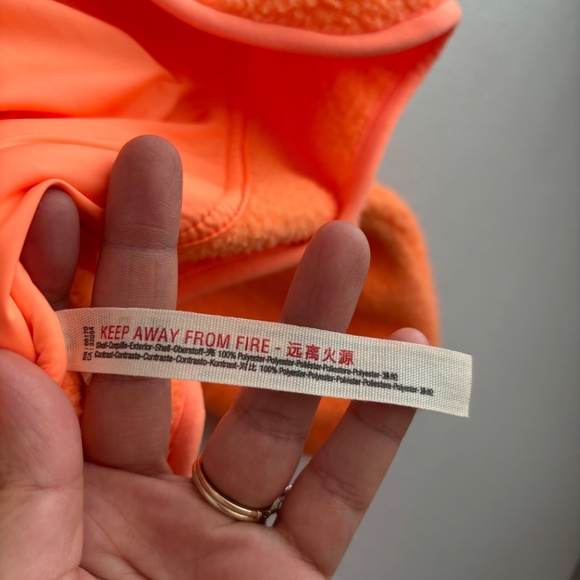 KEEP AWAY FROM FIRE - 远离火源
Shell-Coquille-Exterior-Shell-Oberstoff-壳 100% Polyester-Polyester-Poliéster-Poliestere-Polyester-涤纶
Contrast-Contraste-Contraste-Contrasto-Kontrast-对比 100% Polyester-Polyester-Poliéster-Poliestere-Polyester-涤纶